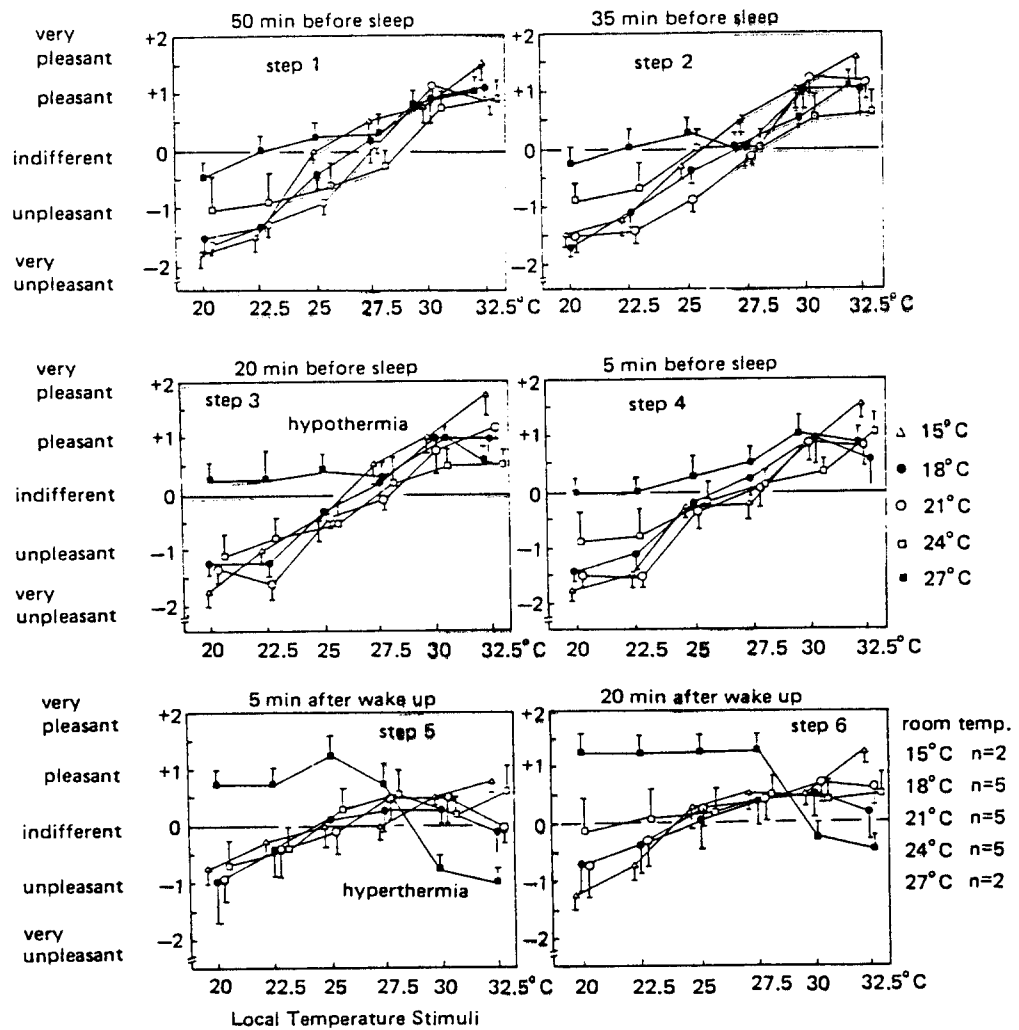 50 min before sleep
35 min before sleep
very
pleasant
pleasant
indifferent
unpleasant
very
unpleasant
+2
+1
0
−1
−2
step 1
20 22.5 25 27.5 30 32.5°C
+2
+1
0
−1
−2
step 2
20 22.5 25 27.5 30 32.5°C
20 min before sleep
5 min before sleep
very
pleasant
pleasant
indifferent
unpleasant
very
unpleasant
+2
+1
0
−1
−2
step 3
hypothermia
20 22.5 25 27.5 30 32.5°C
+2
+1
0
−1
−2
step 4
20 22.5 25 27.5 30 32.5°C
15°C
18°C
21°C
24°C
27°C
5 min after wake up
20 min after wake up
very
pleasant
pleasant
indifferent
unpleasant
very
unpleasant
+2
+1
0
−1
−2
step 5
hyperthermia
20 22.5 25 27.5 30 32.5°C
+2
+1
0
−1
−2
step 6
20 22.5 25 27.5 30 32.5°C
room temp.
15°C n=2
18°C n=5
21°C n=5
24°C n=5
27°C n=2
Local Temperature Stimuli